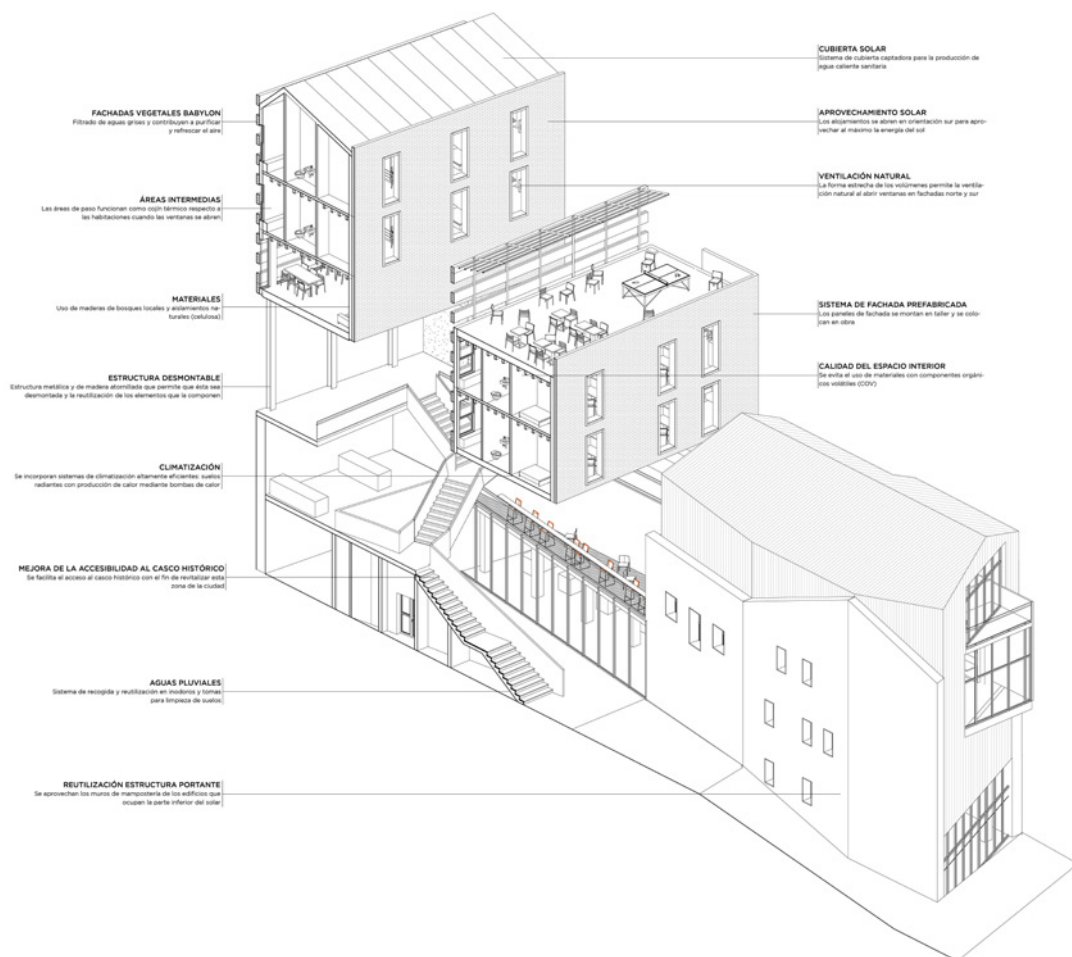 CUBIERTA SOLAR
Sistema de cubierta captadora para la producción de
agua caliente sanitaria
FACHADAS VEGETALES BABYLON
Filtrado de aguas grises y contribuyen a purificar
y refrescar el aire
APROVECHAMIENTO SOLAR
Los alojamientos se abren en orientación sur para apro-
vechar al máximo la energía del sol
VENTILACIÓN NATURAL
La forma estrecha de los volúmenes permite la ventila-
ción natural al abrir ventanas en fachadas norte y sur
ÁREAS INTERMEDIAS
Las áreas de paso funcionan como cojín térmico respecto a
las habitaciones cuando las ventanas se abren
MATERIALES
Uso de maderas de bosques locales y aislamientos na-
turales (celulosa)
SISTEMA DE FACHADA PREFABRICADA
Los paneles de fachada se montan en taller y se colo-
can en obra
CALIDAD DEL ESPACIO INTERIOR
Se evita el uso de materiales con componentes orgáni-
cos volátiles (COV)
ESTRUCTURA DESMONTABLE
Estructura metálica y de madera atornillada que permite que ésta sea
desmontada y la reutilización de los elementos que la componen
CLIMATIZACIÓN
Se incorporan sistemas de climatización altamente eficientes: suelos
radiantes con producción de calor mediante bombas de calor
MEJORA DE LA ACCESIBILIDAD AL CASCO HISTÓRICO
Se facilita el acceso al casco histórico con el fin de revitalizar esta
zona de la ciudad
AGUAS PLUVIALES
Sistema de recogida y reutilización en inodoros y tomas
para limpieza de suelos
REUTILIZACIÓN ESTRUCTURA PORTANTE
Se aprovechan los muros de mampostería de los edificios que
ocupan la parte inferior del solar